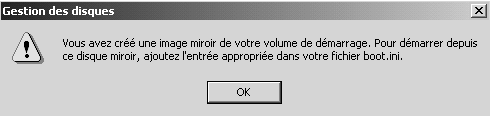 Gestion des disques
Vous avez créé une image miroir de votre volume de démarrage. Pour démarrer depuis
ce disque miroir, ajoutez l'entrée appropriée dans votre fichier boot.ini.
OK